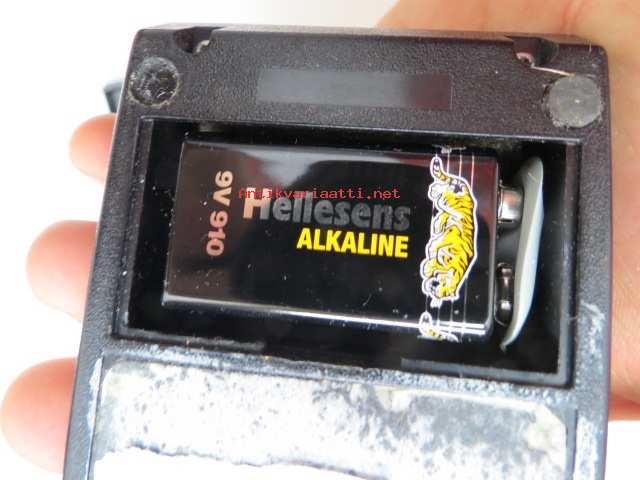 Antikvariaatti.net
Hellesens
ALKALINE
9V 910